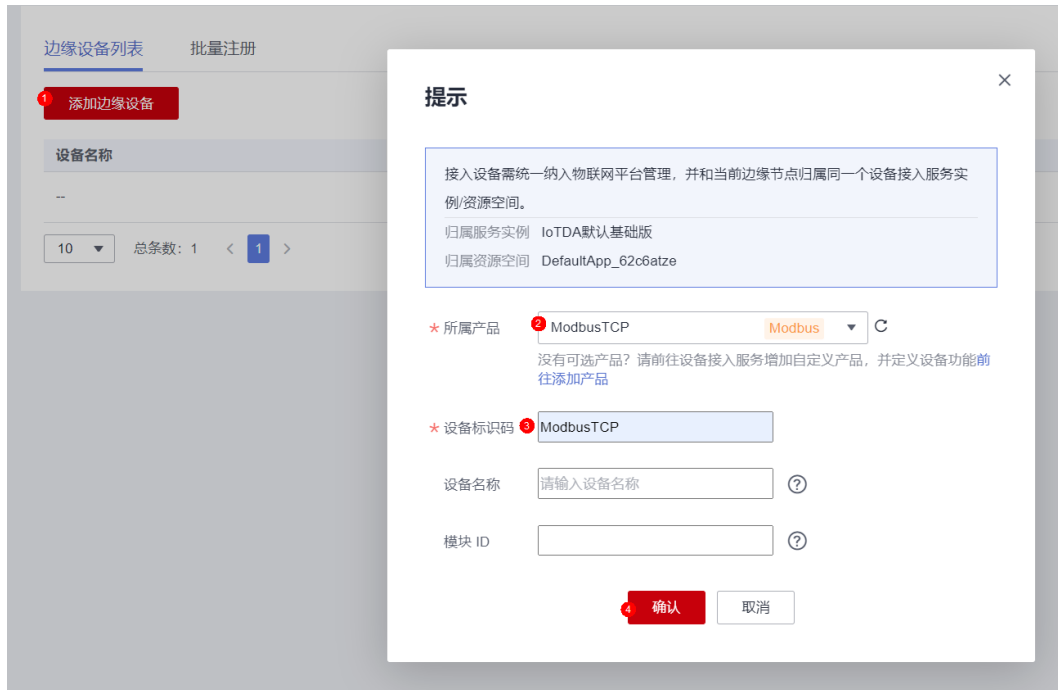 边缘设备列表 批量注册
1 添加边缘设备
设备名称
--
10 总条数：1 < 1 >
提示
接入设备需统一纳入物联网平台管理，并和当前边缘节点归属同一个设备接入服务实
例/资源空间。
归属服务实例 IoTDA默认基础版
归属资源空间 DefaultApp_62c6atze
* 所属产品 2 ModbusTCP Modbus
没有可选产品？请前往设备接入服务增加自定义产品，并定义设备功能前
往添加产品
* 设备标识码 3 ModbusTCP
设备名称 请输入设备名称 ?
模块 ID ?
4 确认 取消